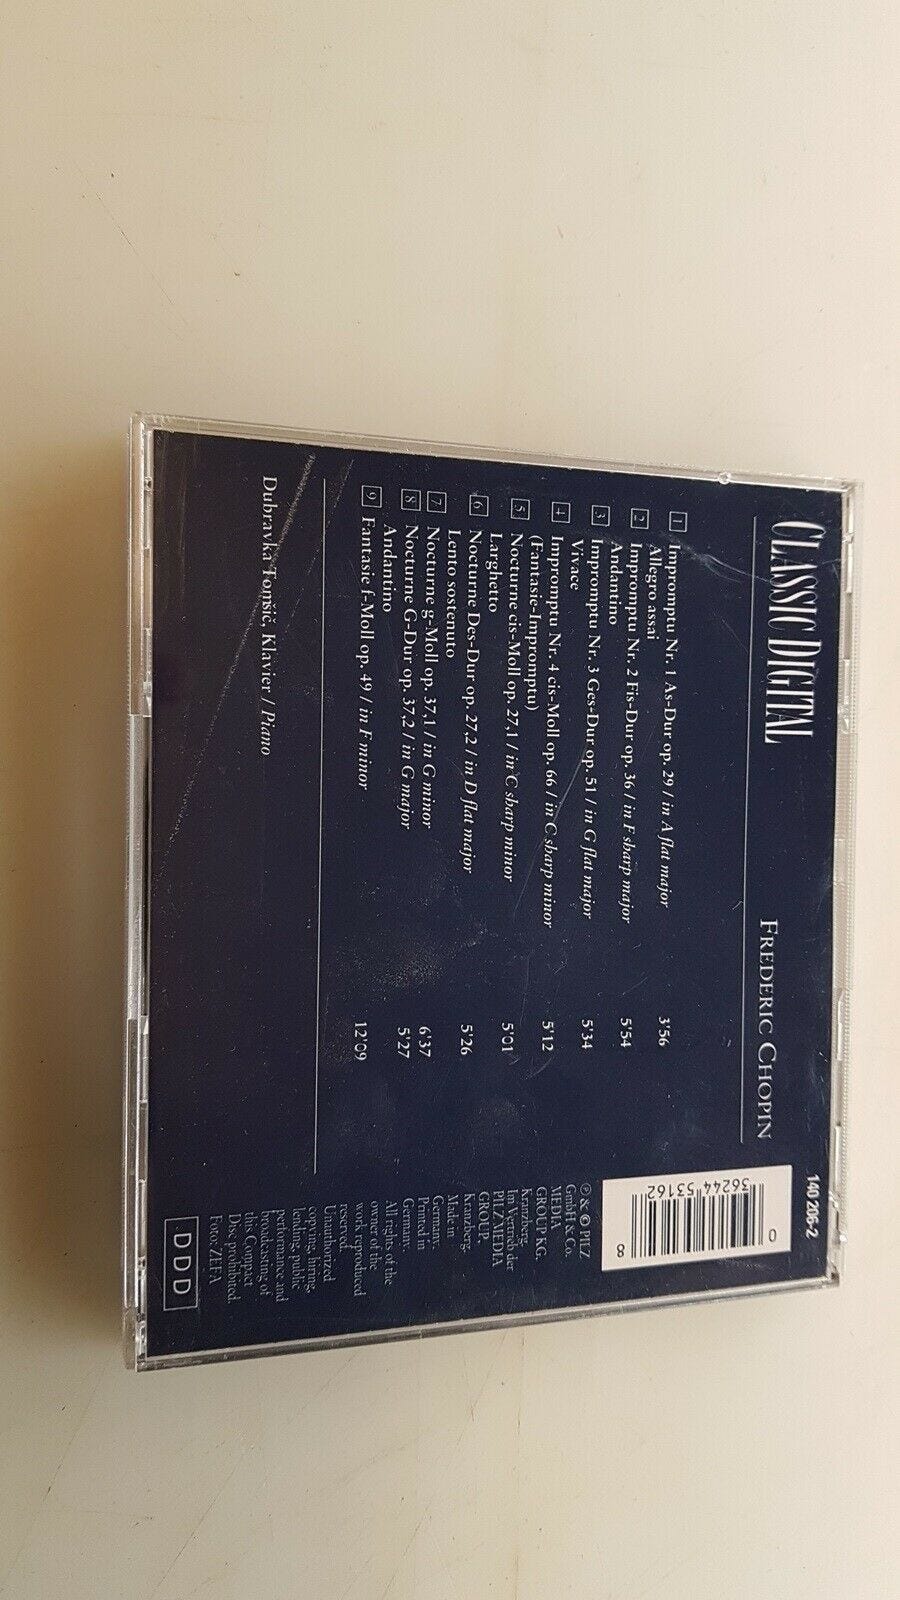 CLASSIC DIGITAL
FREDERIC CHOPIN
140 206-2
1 Impromptu Nr. 1 As-Dur op. 29 / in A flat major 3'56
Allegro assai
2 Impromptu Nr. 2 Fis-Dur op. 36 / in F sharp major 5'54
Andantino
3 Impromptu Nr. 3 Ges-Dur op. 51 / in G flat major 5'34
Vivace
4 Impromptu Nr. 4 cis-Moll op. 66 / in C sharp minor 5'12
(Fantasie-Impromptu)
5 Nocturne cis-Moll op. 27,1 / in C sharp minor 5'01
Larghetto
6 Nocturne Des-Dur op. 27,2 / in D flat major 5'26
Lento sostenuto
7 Nocturne g-Moll op. 37,1 / in G minor 6'37
8 Nocturne G-Dur op. 37,2 / in G major 5'27
Andantino
9 Fantasie f-Moll op. 49 / in F minor 12'09
Dubravka Tomšič, Klavier / Piano
0 36244 53162 8
℗ & © PILZ
GmbH & Co.
MEDIA
GROUP KG.
Kranzberg.
Im Vertrieb der
PILZ MEDIA
GROUP,
Kranzberg.
Made in
Germany.
Printed in
Germany.
All rights of the
owner of the
work reproduced
reserved.
Unauthorized
copying, hiring,
lending, public
performance and
broadcasting of
this Compact
Disc prohibited.
Foto: ZEFA
DDD